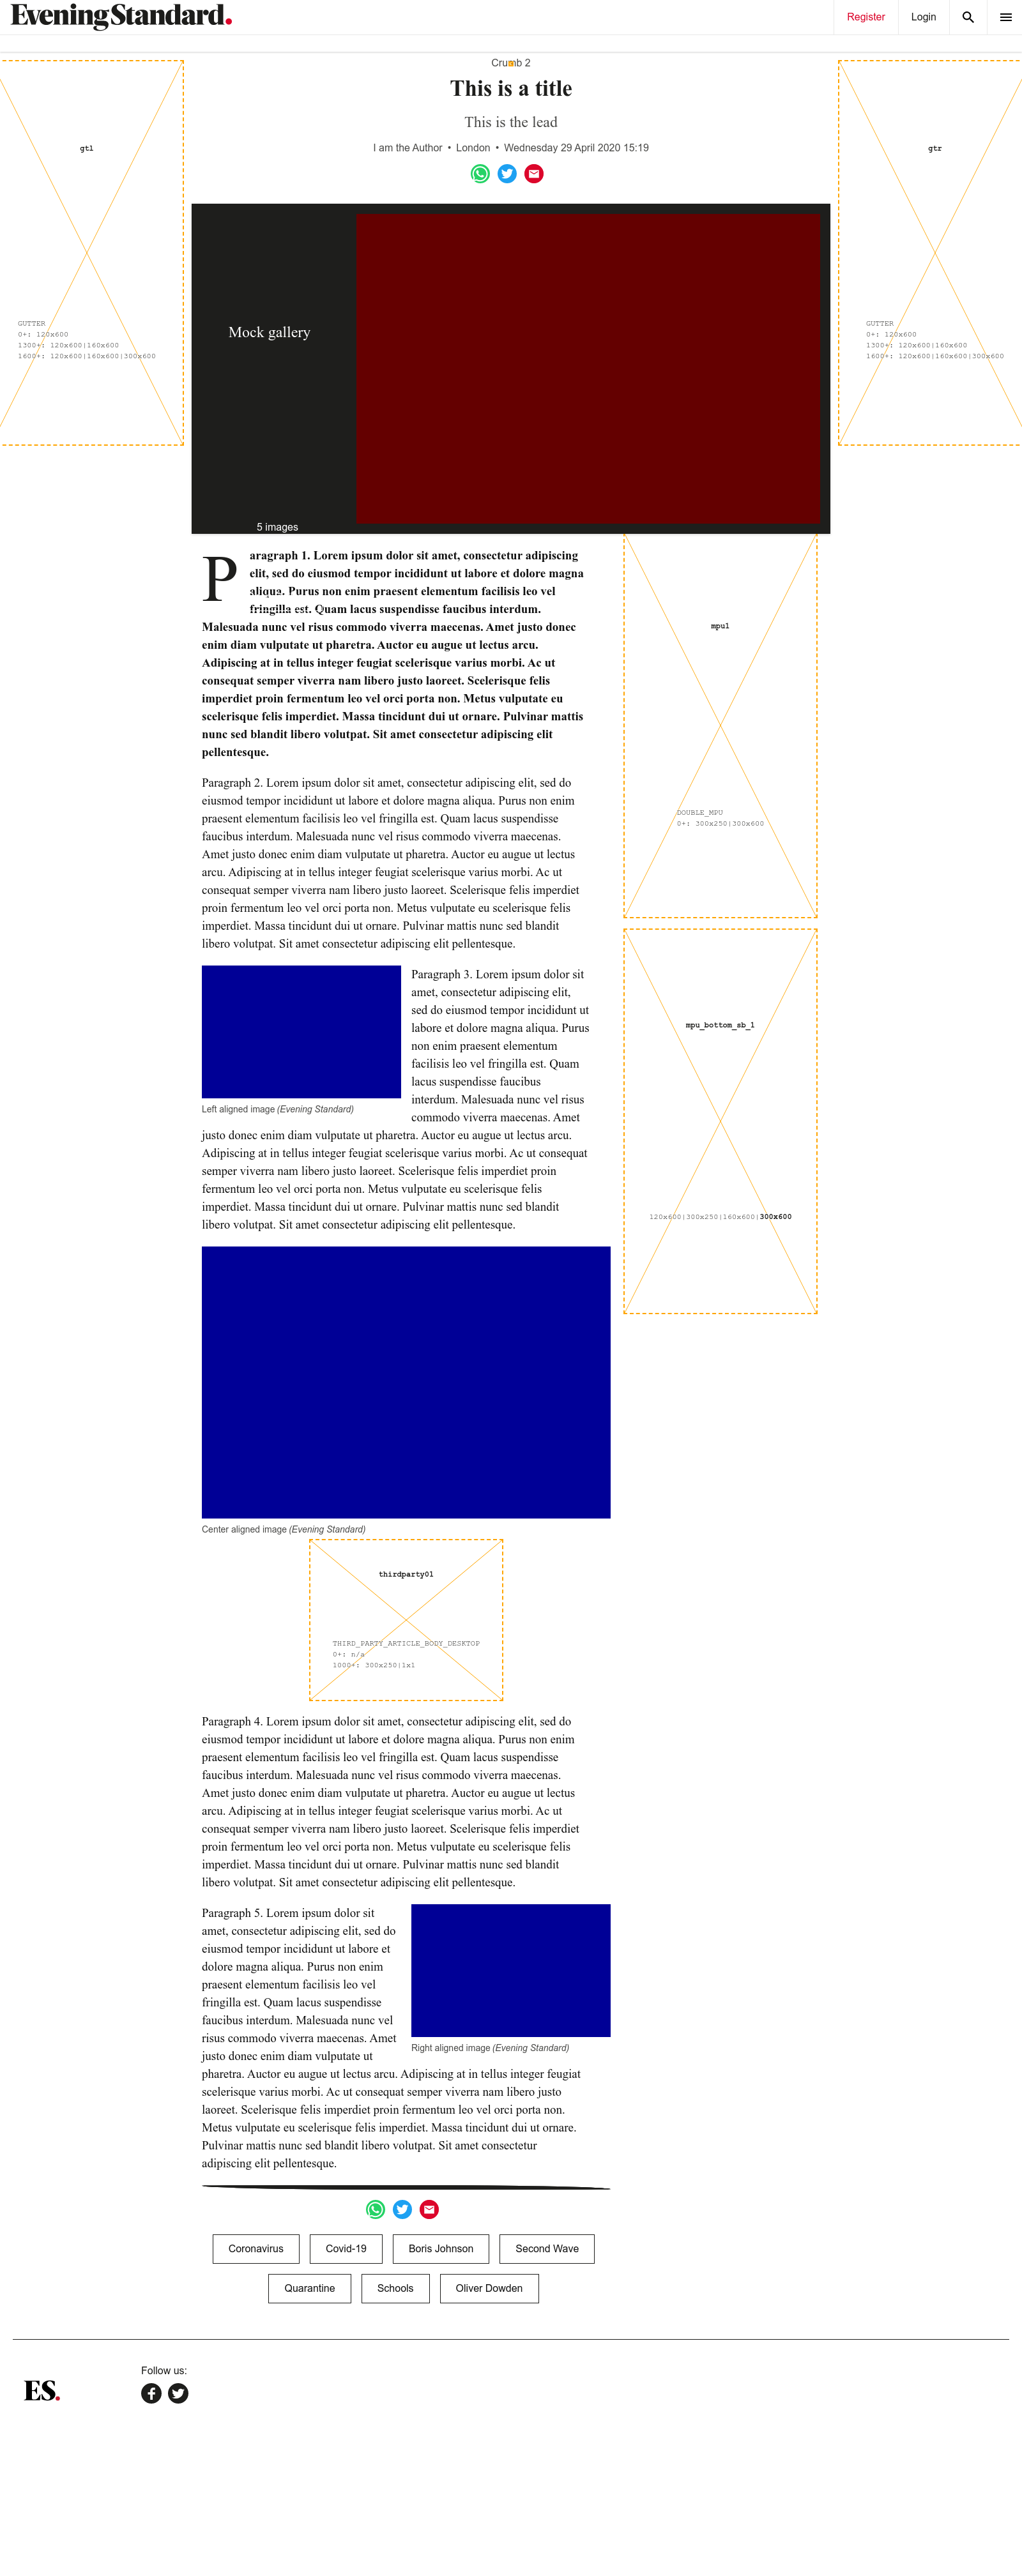 EveningStandard.
Register
Login
Crumb 2
This is a title
This is the lead
I am the Author • London • Wednesday 29 April 2020 15:19
gtl
GUTTER
0+: 120x600
1300+: 120x600|160x600
1600+: 120x600|160x600|300x600
gtr
GUTTER
0+: 120x600
1300+: 120x600|160x600
1600+: 120x600|160x600|300x600
Mock gallery
5 images
Paragraph 1. Lorem ipsum dolor sit amet, consectetur adipiscing
elit, sed do eiusmod tempor incididunt ut labore et dolore magna
aliqua. Purus non enim praesent elementum facilisis leo vel
fringilla est. Quam lacus suspendisse faucibus interdum.
Malesuada nunc vel risus commodo viverra maecenas. Amet justo donec
enim diam vulputate ut pharetra. Auctor eu augue ut lectus arcu.
Adipiscing at in tellus integer feugiat scelerisque varius morbi. Ac ut
consequat semper viverra nam libero justo laoreet. Scelerisque felis
imperdiet proin fermentum leo vel orci porta non. Metus vulputate eu
scelerisque felis imperdiet. Massa tincidunt dui ut ornare. Pulvinar mattis
nunc sed blandit libero volutpat. Sit amet consectetur adipiscing elit
pellentesque.
mpu1
DOUBLE_MPU
0+: 300x250|300x600
Paragraph 2. Lorem ipsum dolor sit amet, consectetur adipiscing elit, sed do
eiusmod tempor incididunt ut labore et dolore magna aliqua. Purus non enim
praesent elementum facilisis leo vel fringilla est. Quam lacus suspendisse
faucibus interdum. Malesuada nunc vel risus commodo viverra maecenas.
Amet justo donec enim diam vulputate ut pharetra. Auctor eu augue ut lectus
arcu. Adipiscing at in tellus integer feugiat scelerisque varius morbi. Ac ut
consequat semper viverra nam libero justo laoreet. Scelerisque felis imperdiet
proin fermentum leo vel orci porta non. Metus vulputate eu scelerisque felis
imperdiet. Massa tincidunt dui ut ornare. Pulvinar mattis nunc sed blandit
libero volutpat. Sit amet consectetur adipiscing elit pellentesque.
mpu_bottom_sb_1
120x600|300x250|160x600|300x600
Left aligned image (Evening Standard)
Paragraph 3. Lorem ipsum dolor sit
amet, consectetur adipiscing elit,
sed do eiusmod tempor incididunt ut
labore et dolore magna aliqua. Purus
non enim praesent elementum
facilisis leo vel fringilla est. Quam
lacus suspendisse faucibus
interdum. Malesuada nunc vel risus
commodo viverra maecenas. Amet
justo donec enim diam vulputate ut pharetra. Auctor eu augue ut lectus arcu.
Adipiscing at in tellus integer feugiat scelerisque varius morbi. Ac ut consequat
semper viverra nam libero justo laoreet. Scelerisque felis imperdiet proin
fermentum leo vel orci porta non. Metus vulputate eu scelerisque felis
imperdiet. Massa tincidunt dui ut ornare. Pulvinar mattis nunc sed blandit
libero volutpat. Sit amet consectetur adipiscing elit pellentesque.
Center aligned image (Evening Standard)
thirdparty01
THIRD_PARTY_ARTICLE_BODY_DESKTOP
0+: n/a
1000+: 300x250|1x1
Paragraph 4. Lorem ipsum dolor sit amet, consectetur adipiscing elit, sed do
eiusmod tempor incididunt ut labore et dolore magna aliqua. Purus non enim
praesent elementum facilisis leo vel fringilla est. Quam lacus suspendisse
faucibus interdum. Malesuada nunc vel risus commodo viverra maecenas.
Amet justo donec enim diam vulputate ut pharetra. Auctor eu augue ut lectus
arcu. Adipiscing at in tellus integer feugiat scelerisque varius morbi. Ac ut
consequat semper viverra nam libero justo laoreet. Scelerisque felis imperdiet
proin fermentum leo vel orci porta non. Metus vulputate eu scelerisque felis
imperdiet. Massa tincidunt dui ut ornare. Pulvinar mattis nunc sed blandit
libero volutpat. Sit amet consectetur adipiscing elit pellentesque.
Paragraph 5. Lorem ipsum dolor sit
amet, consectetur adipiscing elit, sed do
eiusmod tempor incididunt ut labore et
dolore magna aliqua. Purus non enim
praesent elementum facilisis leo vel
fringilla est. Quam lacus suspendisse
faucibus interdum. Malesuada nunc vel
risus commodo viverra maecenas. Amet
justo donec enim diam vulputate ut
Right aligned image (Evening Standard)
pharetra. Auctor eu augue ut lectus arcu. Adipiscing at in tellus integer feugiat
scelerisque varius morbi. Ac ut consequat semper viverra nam libero justo
laoreet. Scelerisque felis imperdiet proin fermentum leo vel orci porta non.
Metus vulputate eu scelerisque felis imperdiet. Massa tincidunt dui ut ornare.
Pulvinar mattis nunc sed blandit libero volutpat. Sit amet consectetur
adipiscing elit pellentesque.
Coronavirus
Covid-19
Boris Johnson
Second Wave
Quarantine
Schools
Oliver Dowden
ES.
Follow us: